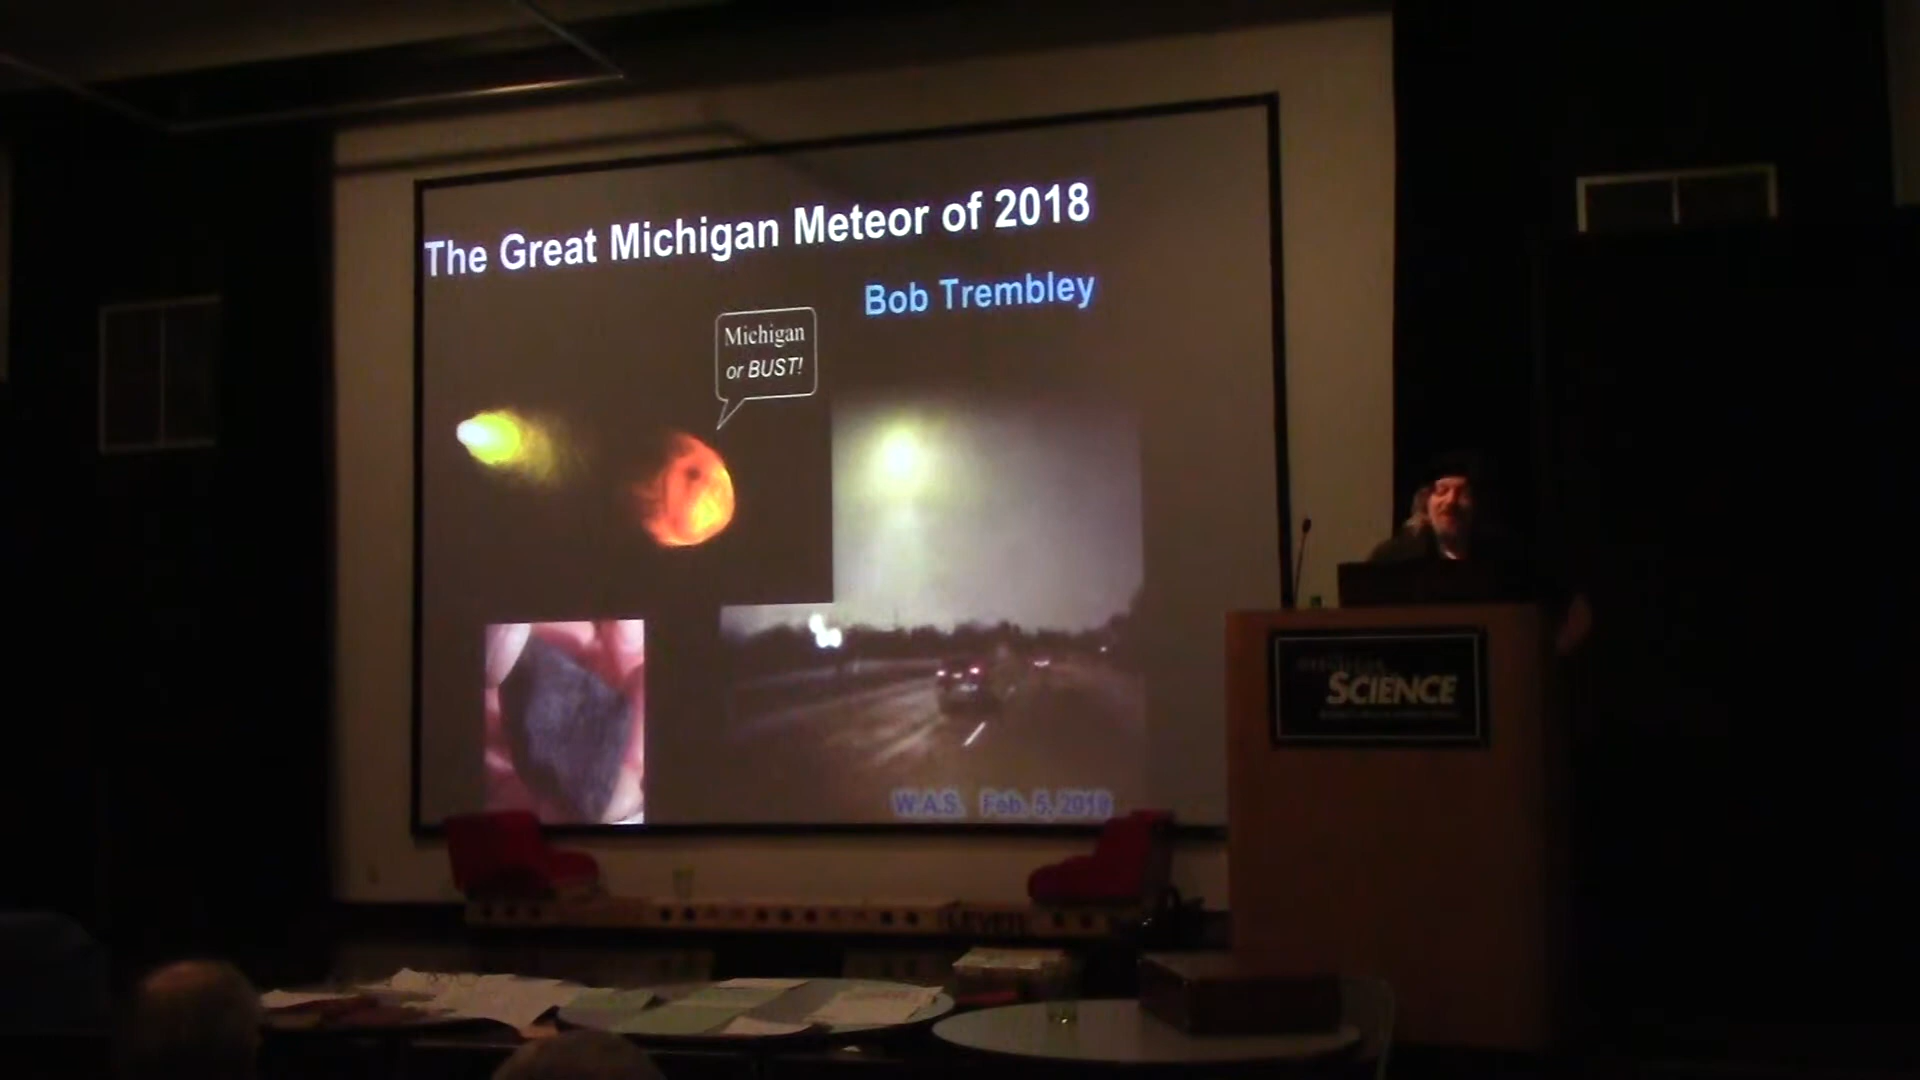 The Great Michigan Meteor of 2018
Bob Trembley
Michigan
or BUST!
W.A.S. Feb. 5, 2018
SCIENCE